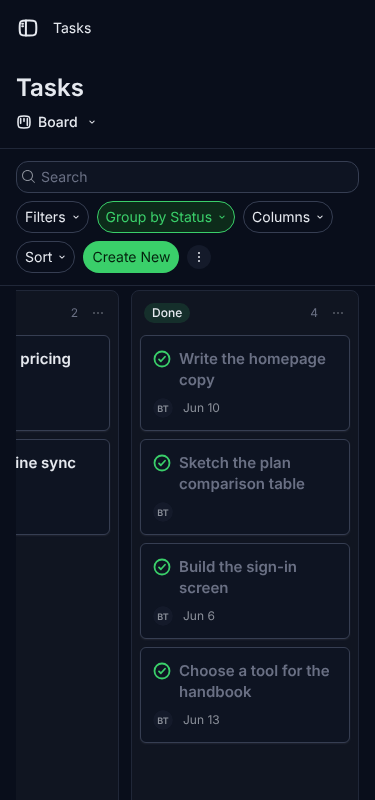 Tasks
Tasks
Board
Search
Filters
Group by Status
Columns
Sort
Create New
2
pricing
ine sync
Done
4
Write the homepage
copy
BT Jun 10
Sketch the plan
comparison table
BT
Build the sign-in
screen
BT Jun 6
Choose a tool for the
handbook
BT Jun 13